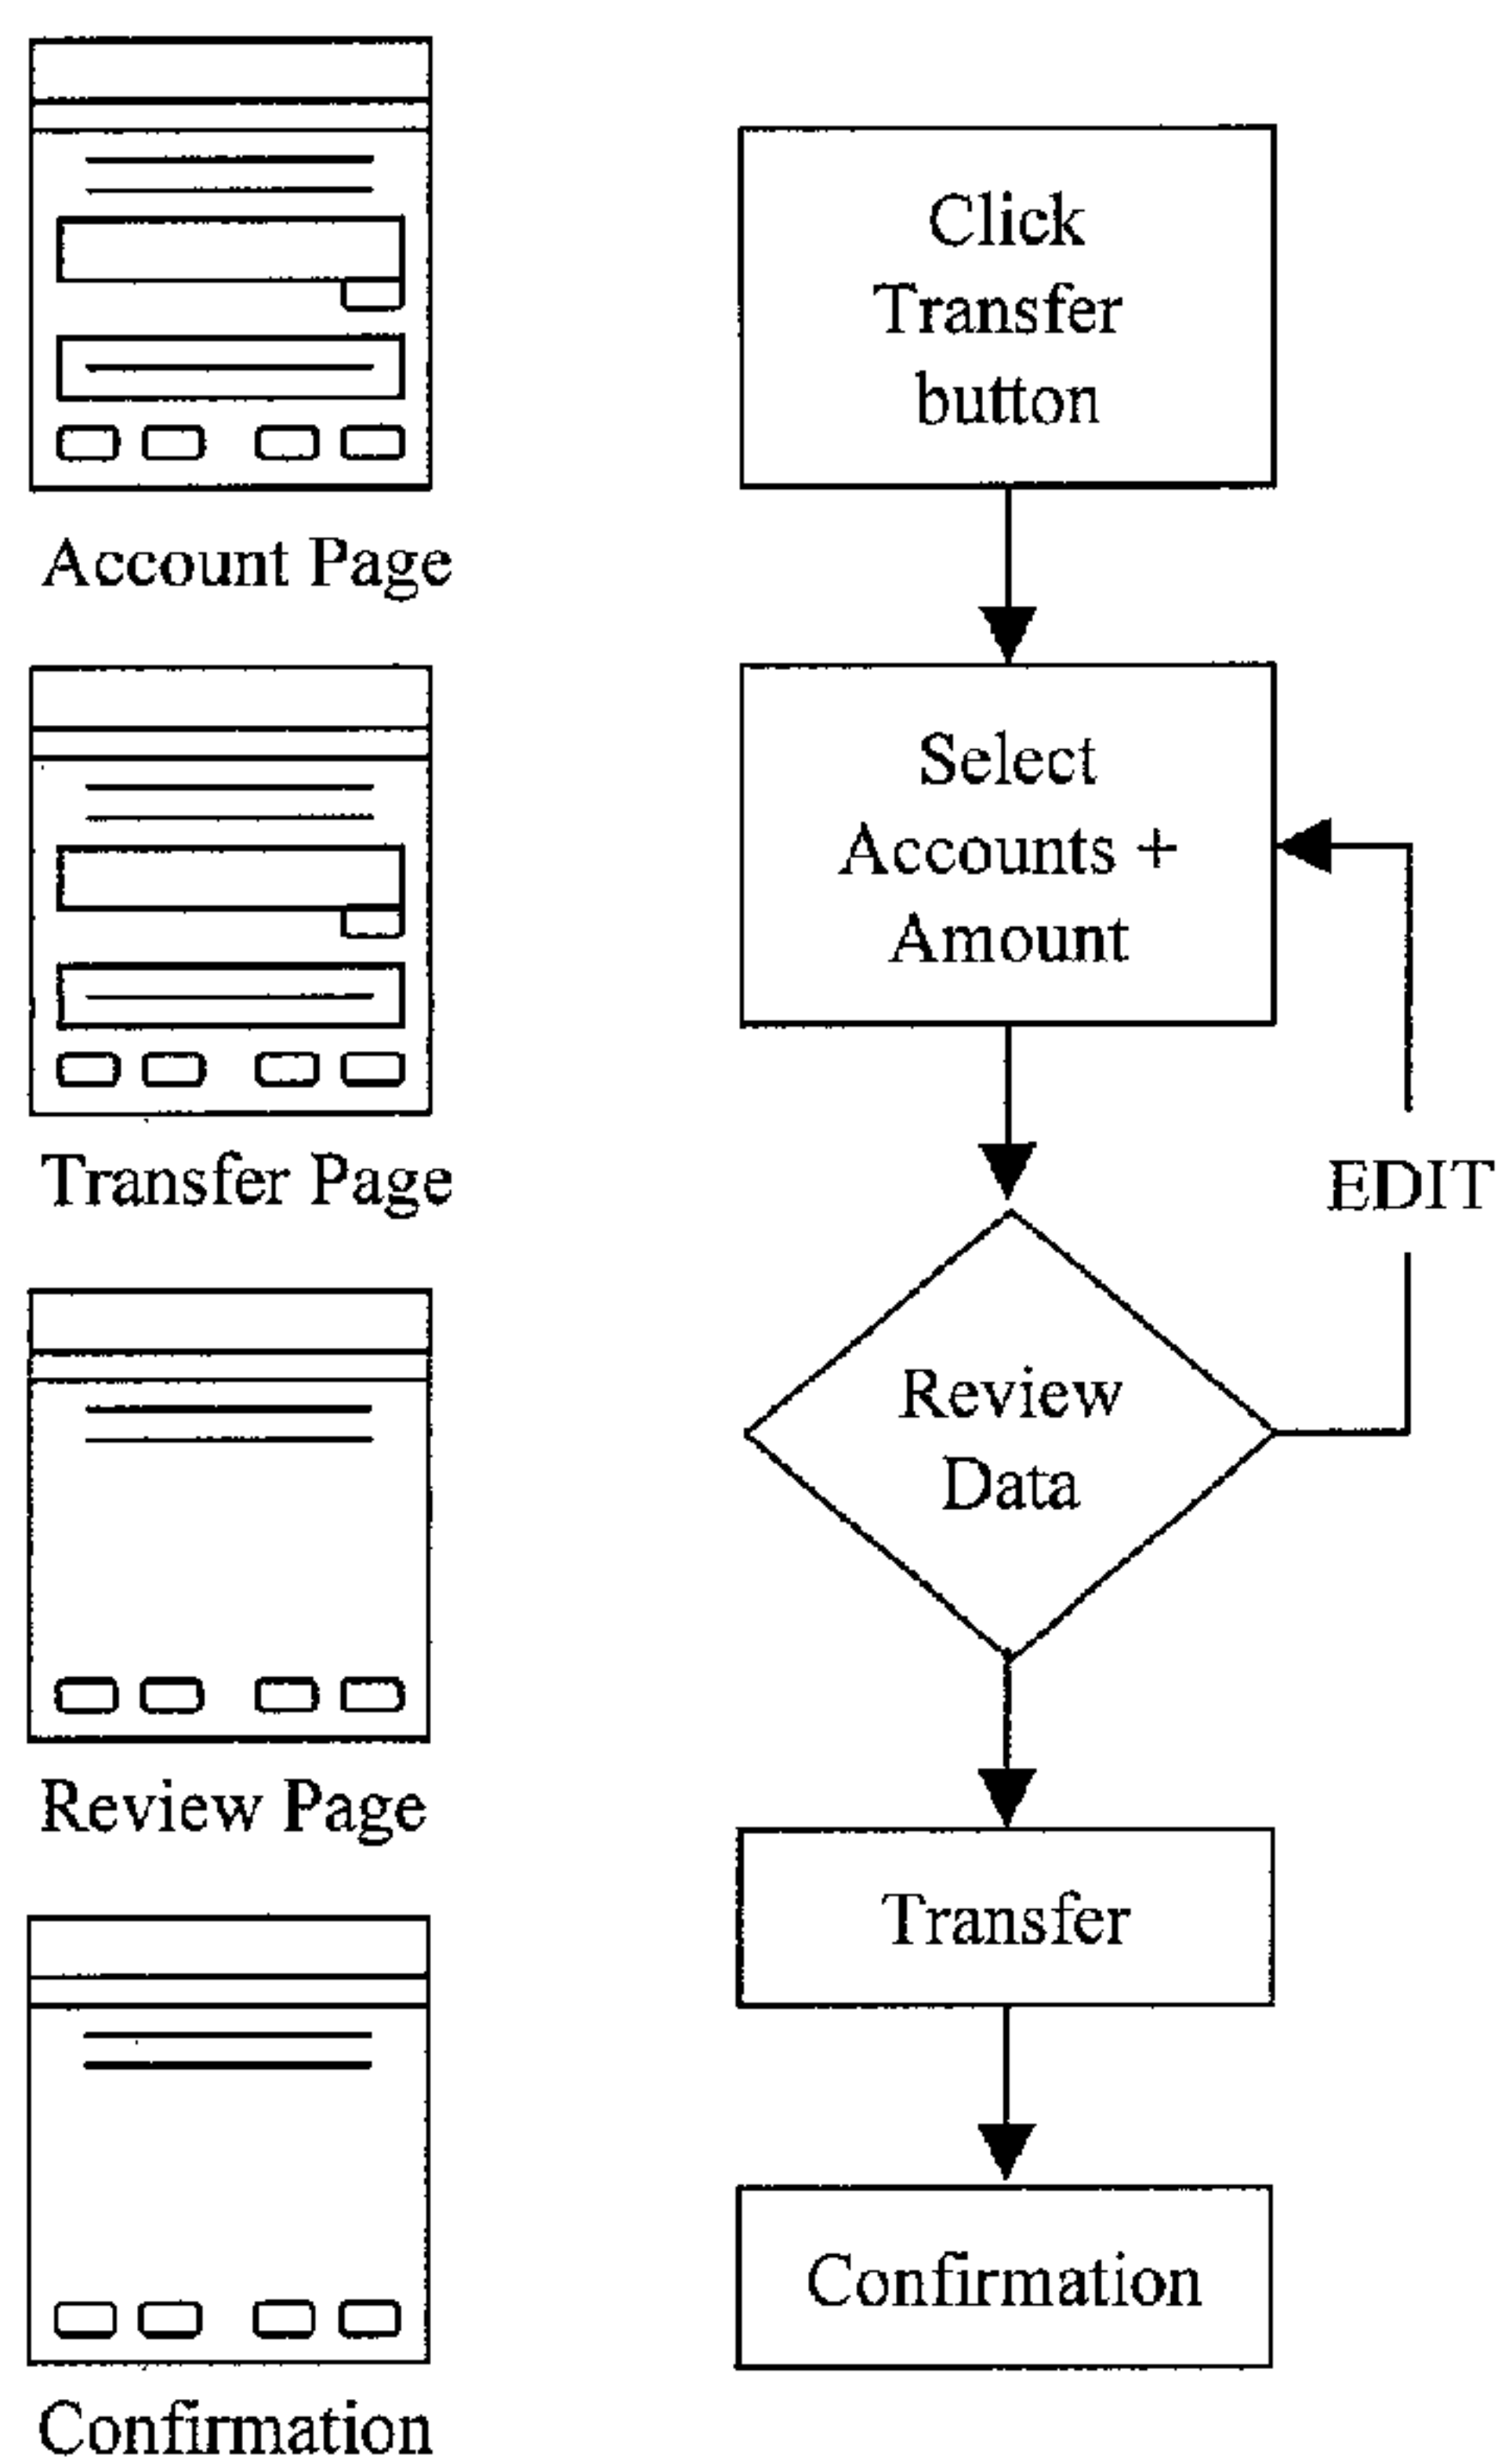 Account Page
Transfer Page
Review Page
Confirmation
Click
Transfer
button
Select
Accounts +
Amount
EDIT
Review
Data
Transfer
Confirmation